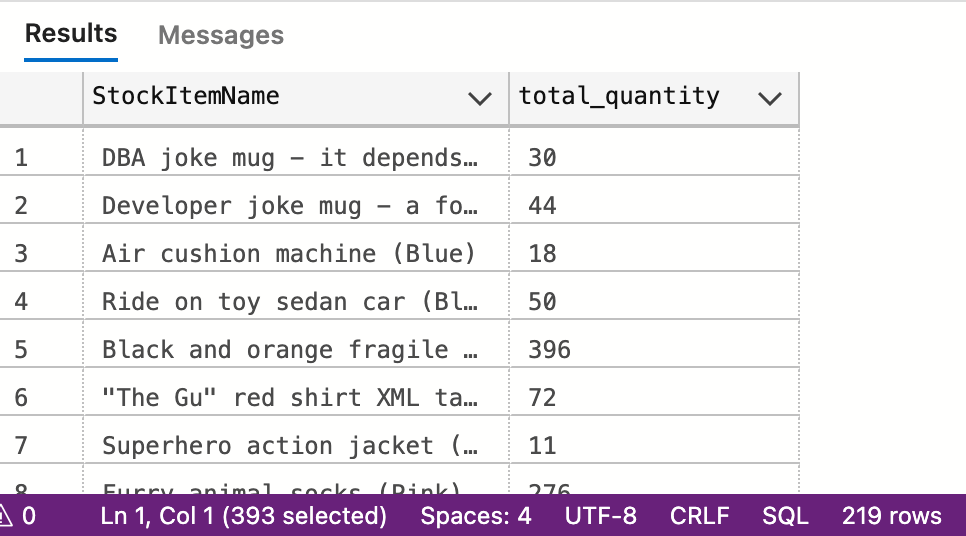 Results Messages
StockItemName total_quantity
1 DBA joke mug - it depends… 30
2 Developer joke mug - a fo… 44
3 Air cushion machine (Blue) 18
4 Ride on toy sedan car (Bl… 50
5 Black and orange fragile … 396
6 "The Gu" red shirt XML ta… 72
7 Superhero action jacket (… 11
8 Furry animal socks (Pink) 276
0 Ln 1, Col 1 (393 selected) Spaces: 4 UTF-8 CRLF SQL 219 rows